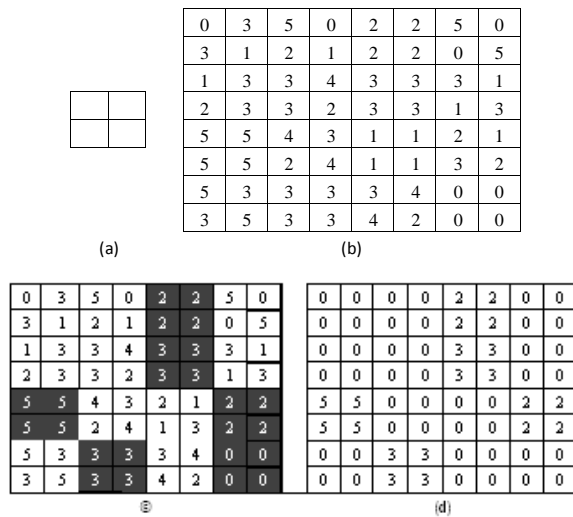 0 3 5 0 2 2 5 0
3 1 2 1 2 2 0 5
1 3 3 4 3 3 3 1
2 3 3 2 3 3 1 3
5 5 4 3 1 1 2 1
5 5 2 4 1 1 3 2
5 3 3 3 3 4 0 0
3 5 3 3 4 2 0 0
(a) (b)
0 3 5 0 2 2 5 0
3 1 2 1 2 2 0 5
1 3 3 4 3 3 3 1
2 3 3 2 3 3 1 3
5 5 4 3 2 1 2 2
5 5 2 4 1 3 2 2
5 3 3 3 3 4 0 0
3 5 3 3 4 2 0 0
©
0 0 0 0 2 2 0 0
0 0 0 0 2 2 0 0
0 0 0 0 3 3 0 0
0 0 0 0 3 3 0 0
5 5 0 0 0 0 2 2
5 5 0 0 0 0 2 2
0 0 3 3 0 0 0 0
0 0 3 3 0 0 0 0
(d)